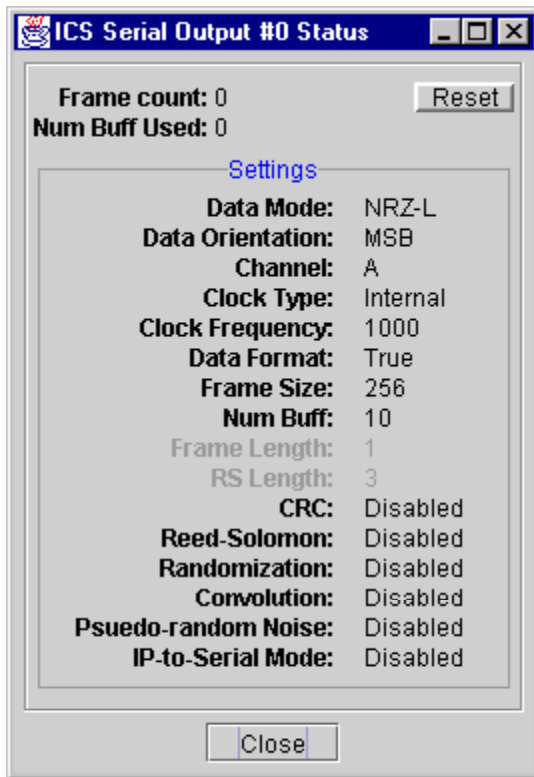 ICS Serial Output #0 Status
Frame count: 0
Reset
Num Buff Used: 0
Settings
Data Mode: NRZ-L
Data Orientation: MSB
Channel: A
Clock Type: Internal
Clock Frequency: 1000
Data Format: True
Frame Size: 256
Num Buff: 10
Frame Length: 1
RS Length: 3
CRC: Disabled
Reed-Solomon: Disabled
Randomization: Disabled
Convolution: Disabled
Psuedo-random Noise: Disabled
IP-to-Serial Mode: Disabled
Close